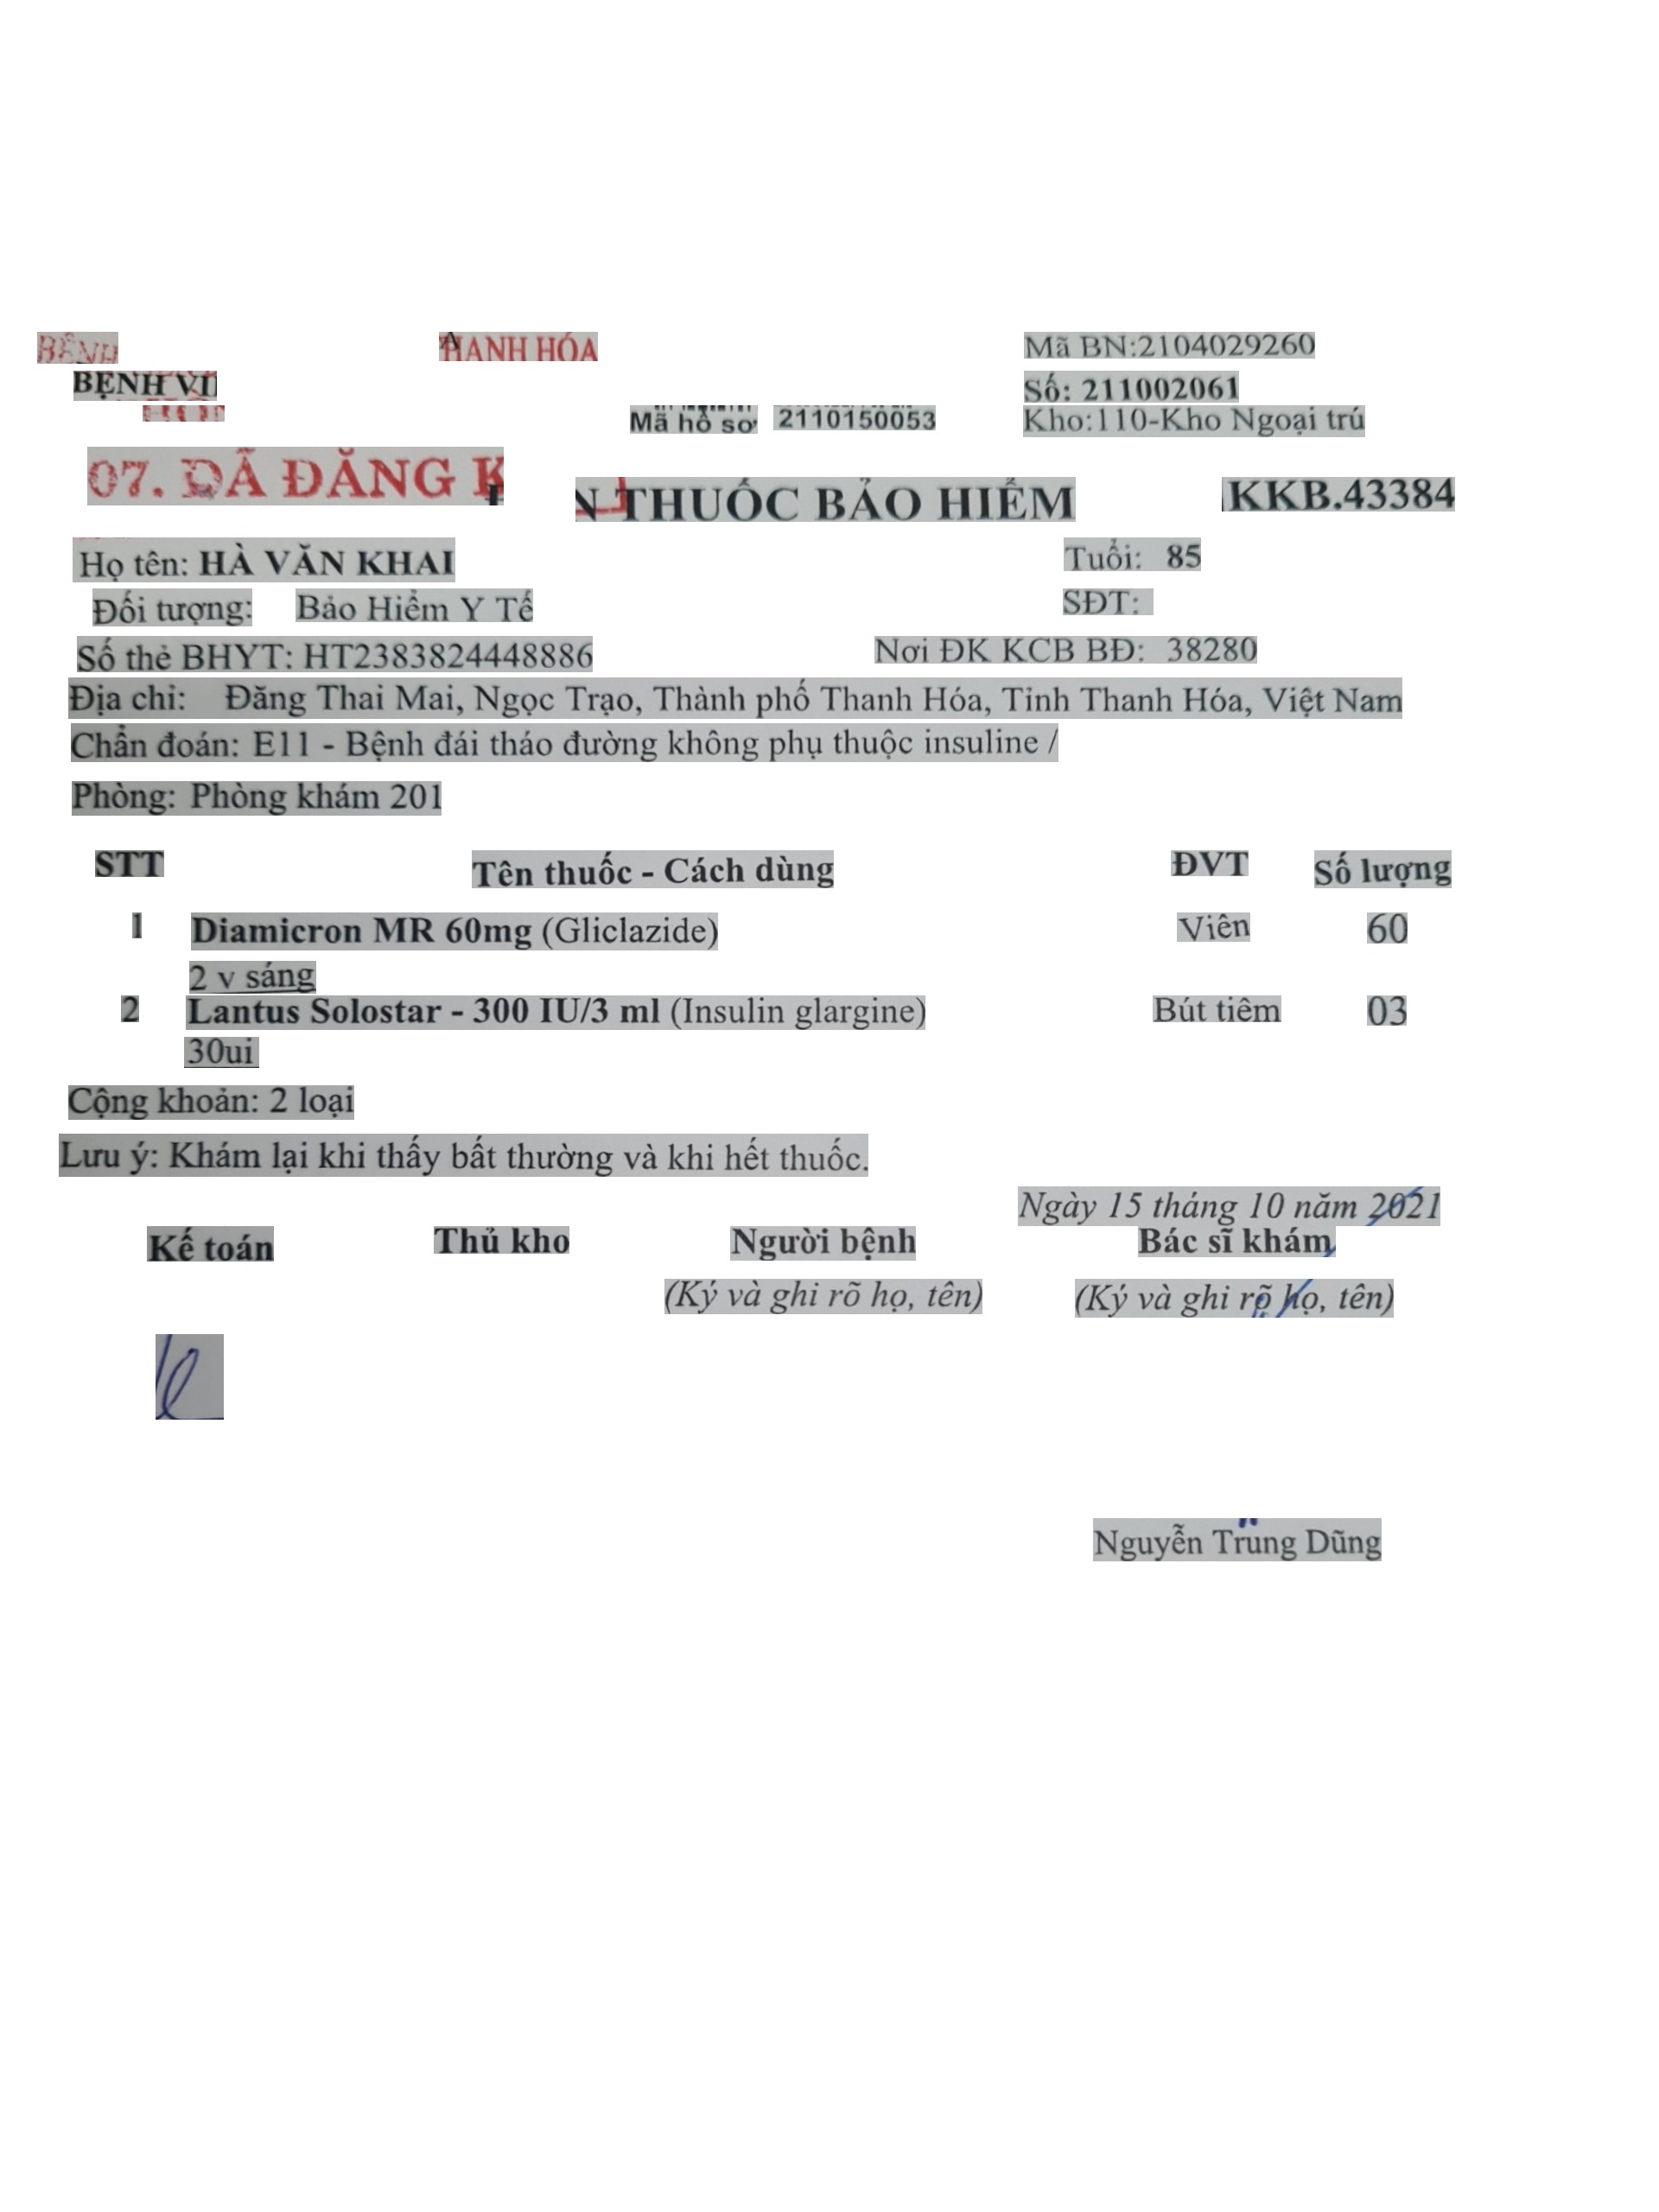 BỆNH HANH HÓA Mã BN:2104029260
BỆNH VI Số: 211002061
Mã hồ sơ 2110150053 Kho:110-Kho Ngoại trú
07. ĐÃ ĐĂNG K
N THUỐC BẢO HIỂM KKB.43384
Họ tên: HÀ VĂN KHAI Tuổi: 85
Đối tượng: Bảo Hiểm Y Tế SĐT:
Số thẻ BHYT: HT2383824448886 Nơi ĐK KCB BĐ: 38280
Địa chỉ: Đăng Thai Mai, Ngọc Trạo, Thành phố Thanh Hóa, Tỉnh Thanh Hóa, Việt Nam
Chẩn đoán: E11 - Bệnh đái tháo đường không phụ thuộc insuline /
Phòng: Phòng khám 201
STT Tên thuốc - Cách dùng ĐVT Số lượng
1 Diamicron MR 60mg (Gliclazide) Viên 60
2 v sáng
2 Lantus Solostar - 300 IU/3 ml (Insulin glargine) Bút tiêm 03
30ui
Cộng khoản: 2 loại
Lưu ý: Khám lại khi thấy bất thường và khi hết thuốc.
Ngày 15 tháng 10 năm 2021
Kế toán Thủ kho Người bệnh Bác sĩ khám
(Ký và ghi rõ họ, tên) (Ký và ghi rõ họ, tên)
Nguyễn Trung Dũng